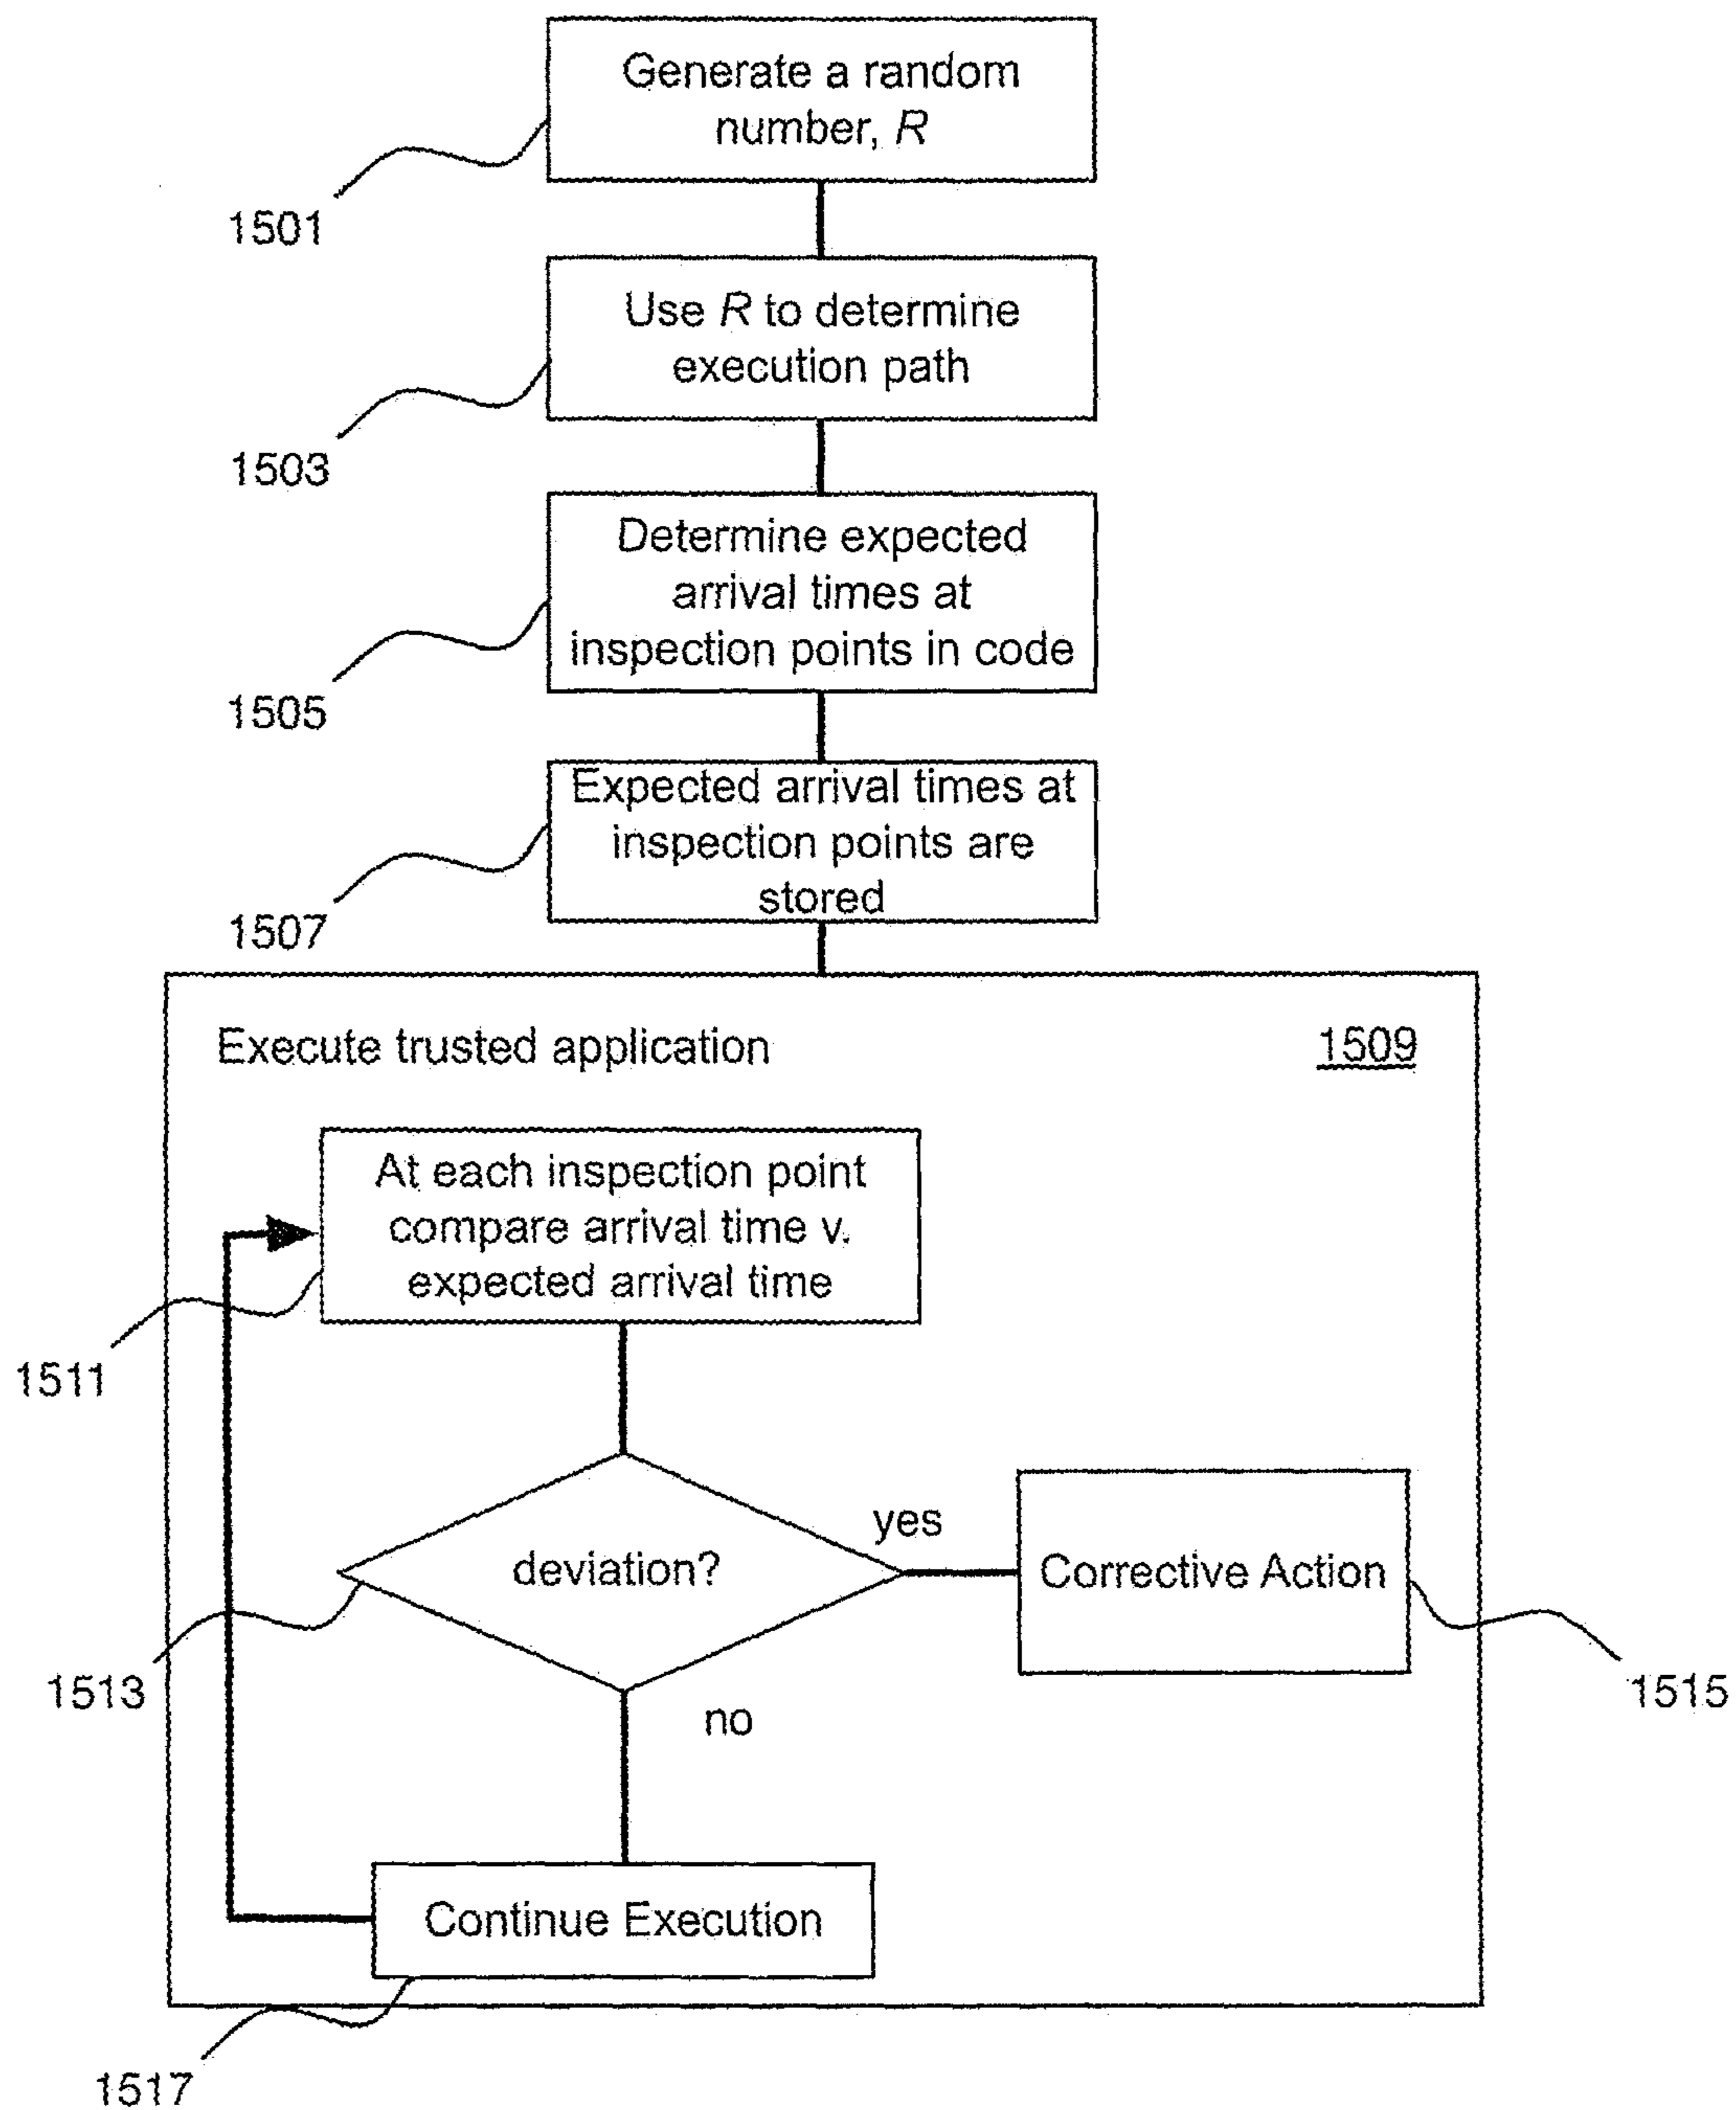 Generate a random
number, R
1501
Use R to determine
execution path
1503
Determine expected
arrival times at
inspection points in code
1505
Expected arrival times at
inspection points are
stored
1507
Execute trusted application
1509
At each inspection point
compare arrival time v.
expected arrival time
1511
deviation?
yes
Corrective Action
1513
1515
no
Continue Execution
1517